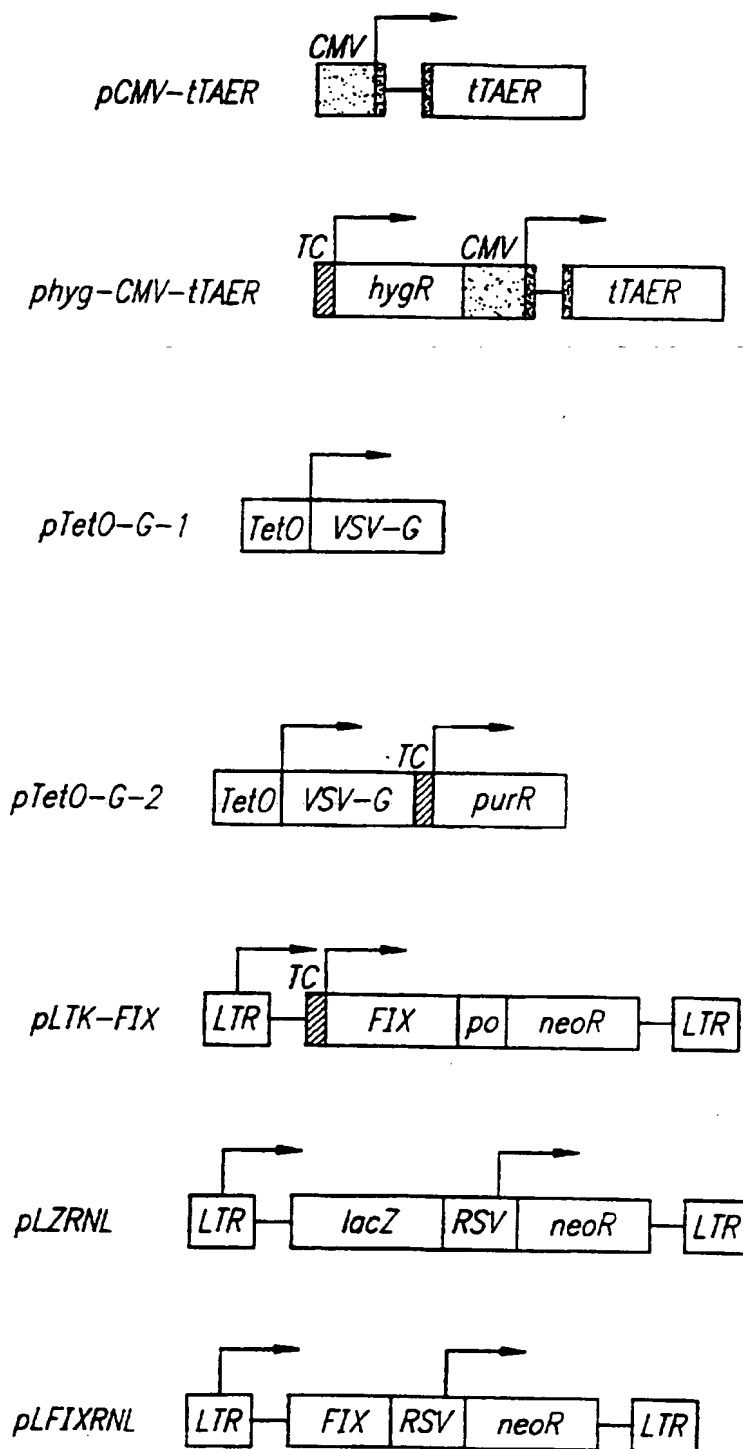 CMV
pCMV-tTAER tTAER
TC CMV
phyg-CMV-tTAER hygR tTAER
pTetO-G-1 TetO VSV-G
TC
pTetO-G-2 TetO VSV-G purR
TC
pLTK-FIX LTR FIX po neoR LTR
pLZRNL LTR lacZ RSV neoR LTR
pLFIXRNL LTR FIX RSV neoR LTR